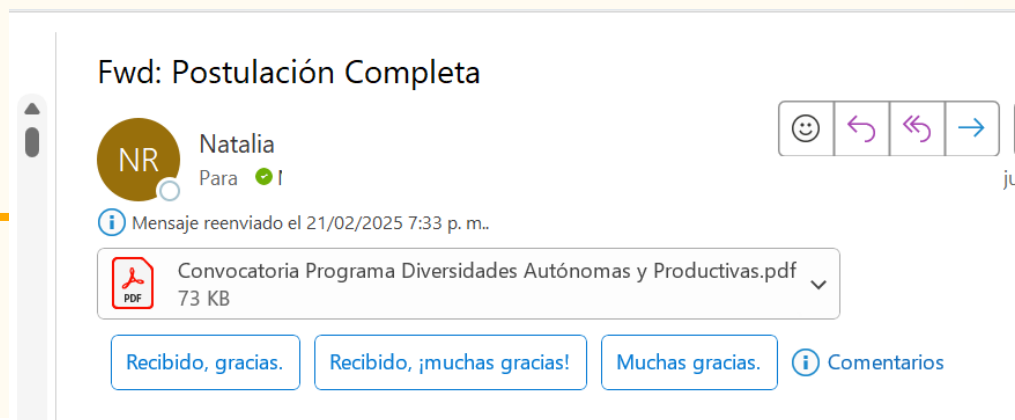 Fwd: Postulación Completa
NR
Natalia
Para
Mensaje reenviado el 21/02/2025 7:33 p. m..
Convocatoria Programa Diversidades Autónomas y Productivas.pdf
PDF
73 KB
Recibido, gracias.
Recibido, ¡muchas gracias!
Muchas gracias.
Comentarios